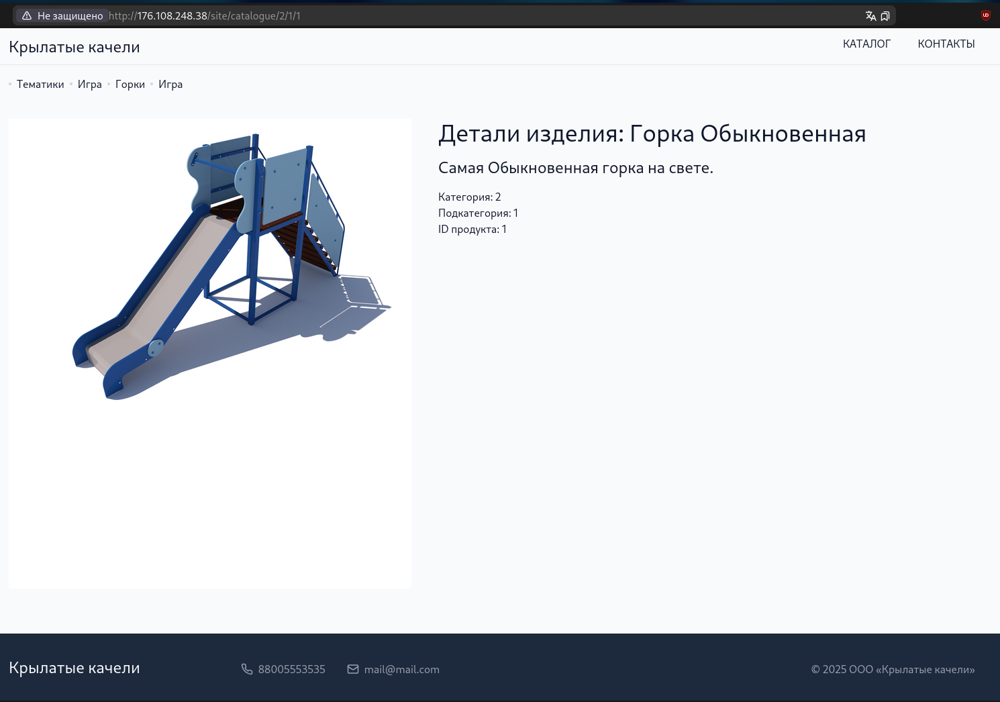 Не защищено http://176.108.248.38/site/catalogue/2/1/1
Крылатые качели
КАТАЛОГ КОНТАКТЫ
Тематики • Игра • Горки • Игра
Детали изделия: Горка Обыкновенная
Самая Обыкновенная горка на свете.
Категория: 2
Подкатегория: 1
ID продукта: 1
Крылатые качели 88005553535 mail@mail.com © 2025 ООО «Крылатые качели»